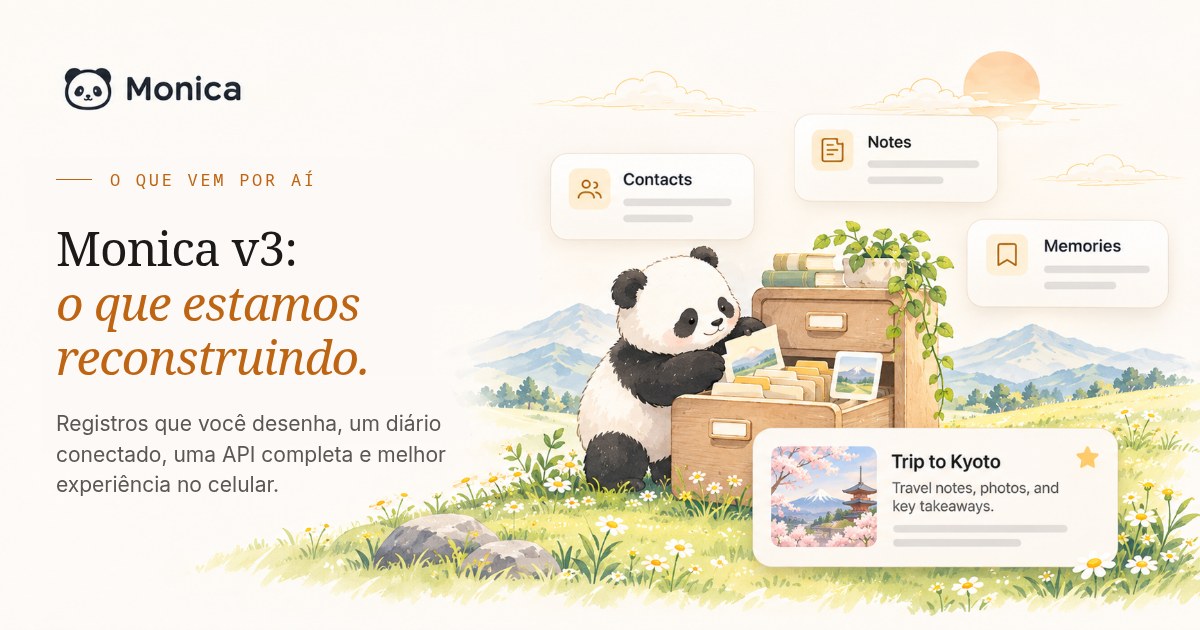 Monica
O QUE VEM POR AÍ
Monica v3:
o que estamos
reconstruindo.
Registros que você desenha, um diário
conectado, uma API completa e melhor
experiência no celular.
Contacts
Notes
Memories
Trip to Kyoto
Travel notes, photos, and
key takeaways.